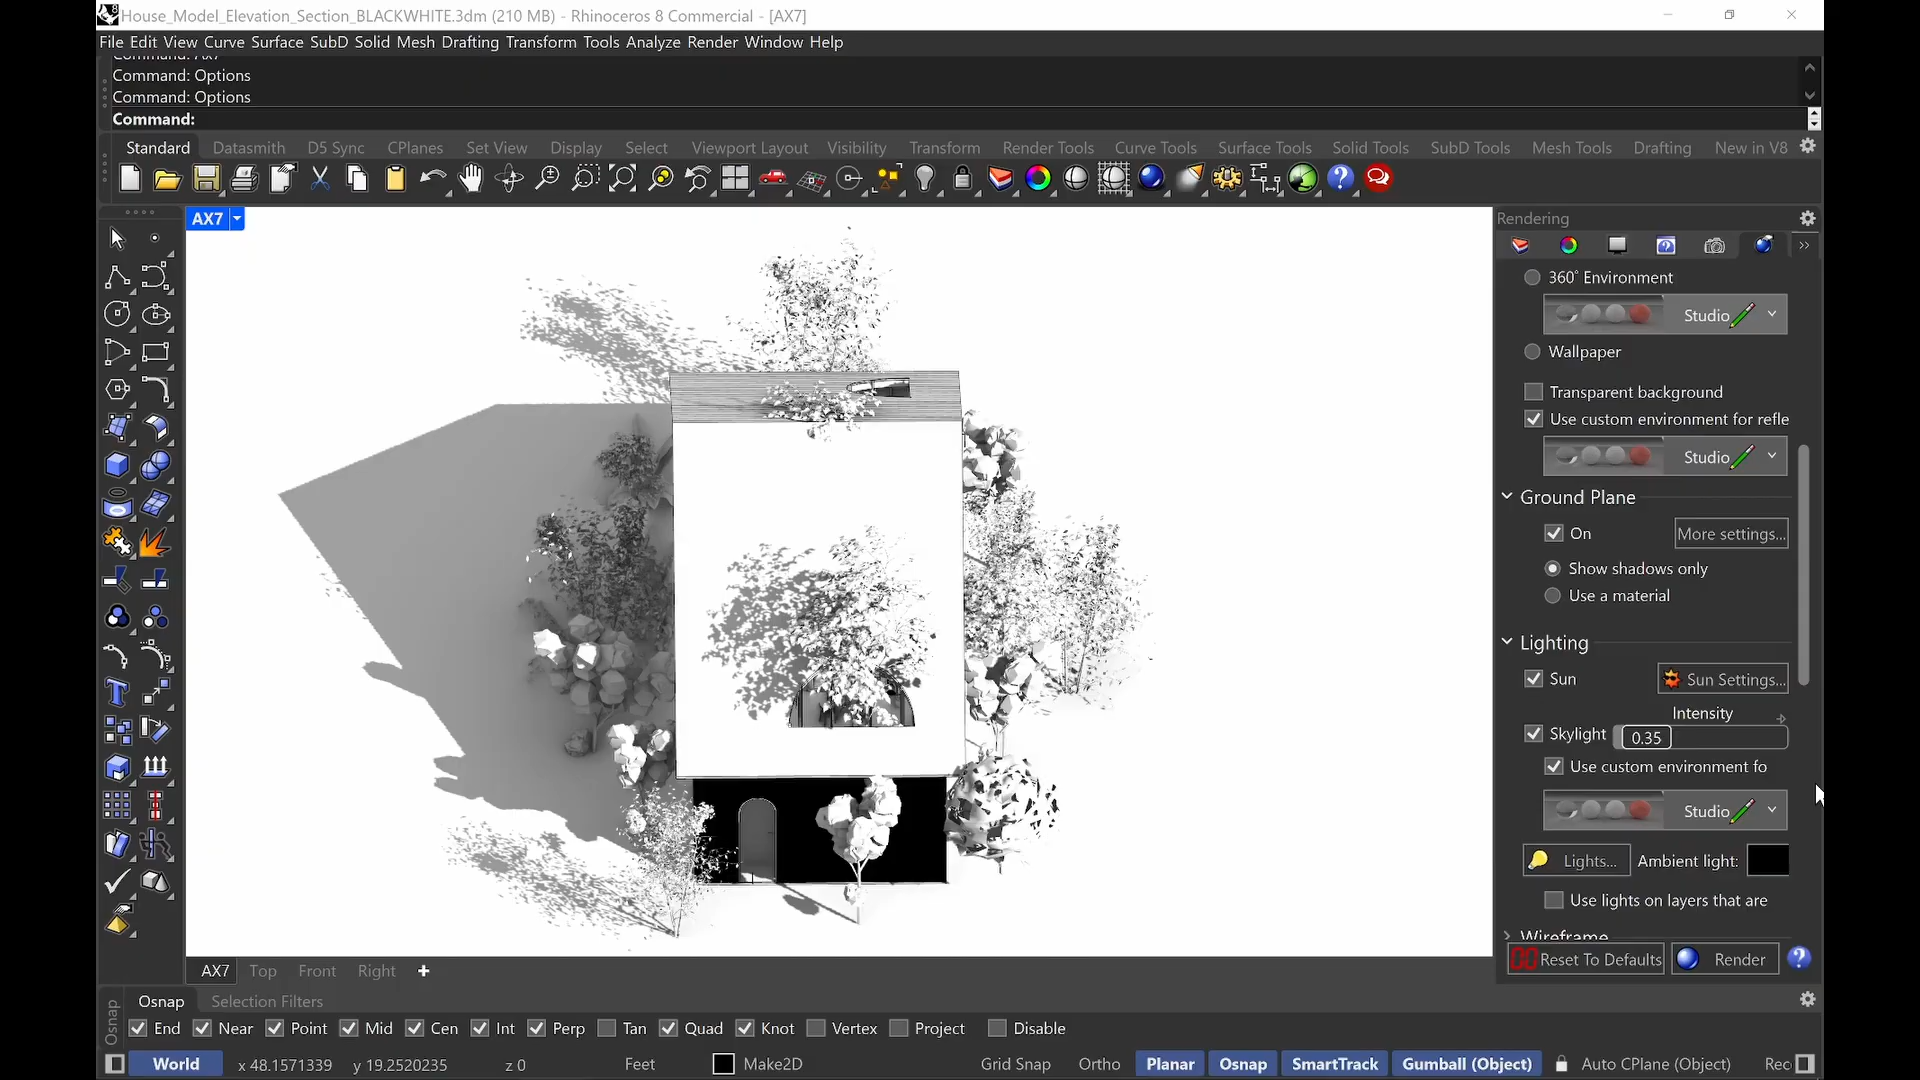 House_Model_Elevation_Section_BLACKWHITE.3dm (210 MB) - Rhinoceros 8 Commercial - [AX7]
File Edit View Curve Surface SubD Solid Mesh Drafting Transform Tools Analyze Render Window Help
Command: AX7
Command: Options
Command: Options
Command:
Standard Datasmith D5 Sync CPlanes Set View Display Select Viewport Layout Visibility Transform Render Tools Curve Tools Surface Tools Solid Tools SubD Tools Mesh Tools Drafting New in V8
AX7
Rendering
360° Environment
Studio
Wallpaper
Transparent background
Use custom environment for refle
Studio
Ground Plane
On More settings...
Show shadows only
Use a material
Lighting
Sun Sun Settings...
Intensity
Skylight 0.35
Use custom environment fo
Studio
Lights... Ambient light:
Use lights on layers that are
Wireframe
Reset To Defaults Render
AX7 Top Front Right
Osnap Selection Filters
Osnap
End Near Point Mid Cen Int Perp Tan Quad Knot Vertex Project Disable
World x 48.1571339 y 19.2520235 z 0 Feet Make2D Grid Snap Ortho Planar Osnap SmartTrack Gumball (Object) Auto CPlane (Object) Rec